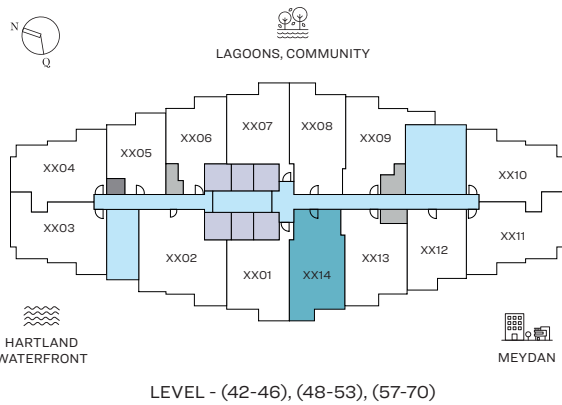 N
Q
LAGOONS, COMMUNITY
XX07
XX08
XX06
XX09
XX05
XX04
XX10
XX03
XX11
XX02
XX12
XX01
XX14
XX13
HARTLAND
WATERFRONT
MEYDAN
LEVEL - (42-46), (48-53), (57-70)